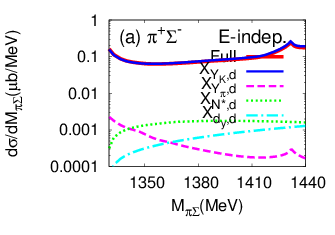 (a) π⁺Σ⁻ E-indep.
Full
X_{Y_K,d}
X_{Y_π,d}
X_{N*,d}
X_{d_y,d}
dσ/dM_{πΣ}(μb/MeV)
1
0.1
0.01
0.001
0.0001
1350 1380 1410 1440
M_{πΣ}(MeV)